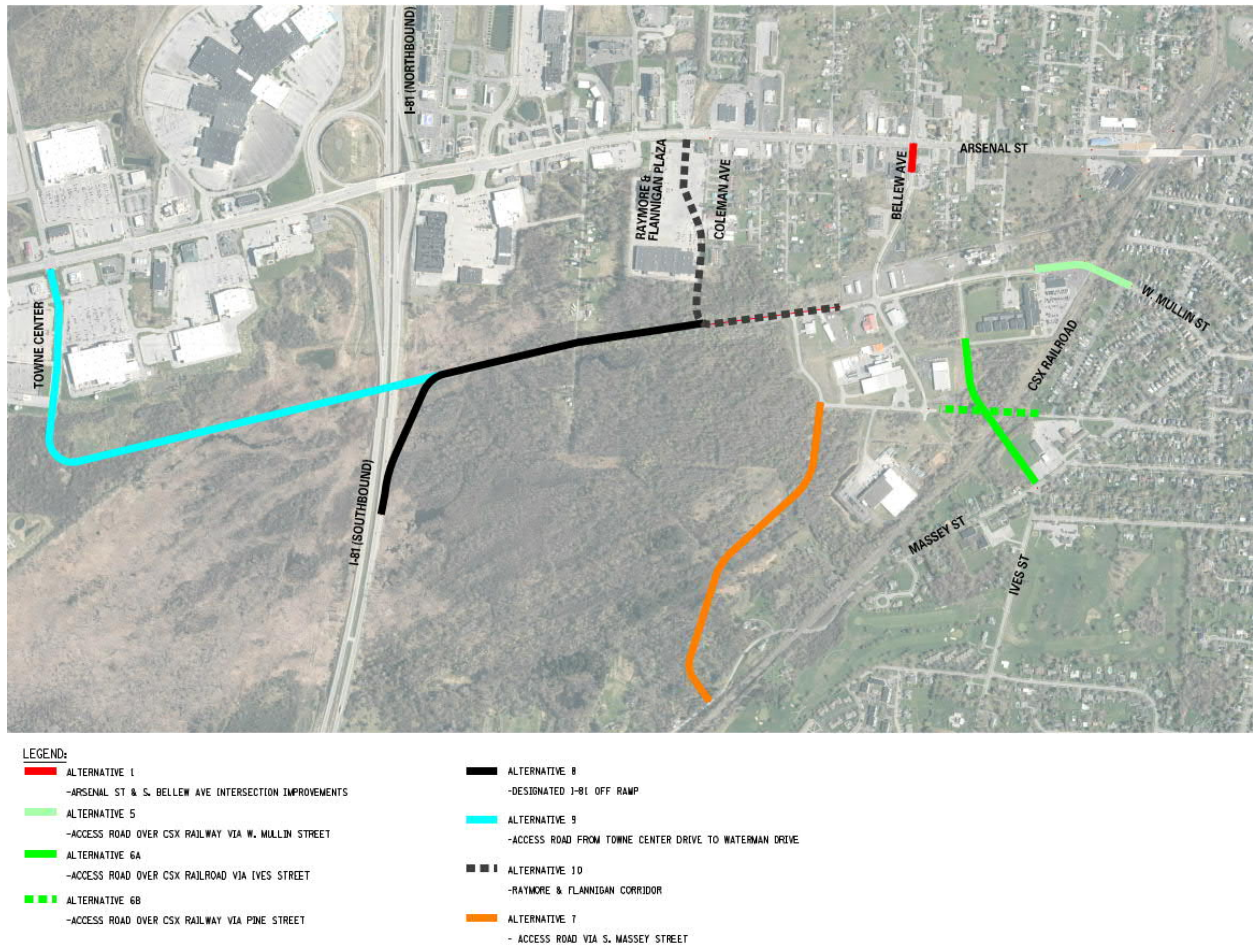 I-81 (NORTHBOUND)
ARSENAL ST
BELLEW AVE
RAYMORE &
FLANNIGAN PLAZA
COLEMAN AVE
TOWNE CENTER
W. MULLIN ST
CSX RAILROAD
I-81 (SOUTHBOUND)
MASSEY ST
IVES ST
LEGEND:
ALTERNATIVE 1
-ARSENAL ST & S. BELLEW AVE INTERSECTION IMPROVEMENTS
ALTERNATIVE 5
-ACCESS ROAD OVER CSX RAILWAY VIA W. MULLIN STREET
ALTERNATIVE 6A
-ACCESS ROAD OVER CSX RAILROAD VIA IVES STREET
ALTERNATIVE 6B
-ACCESS ROAD OVER CSX RAILWAY VIA PINE STREET
ALTERNATIVE 8
-DESIGNATED I-81 OFF RAMP
ALTERNATIVE 9
-ACCESS ROAD FROM TOWNE CENTER DRIVE TO WATERMAN DRIVE
ALTERNATIVE 10
-RAYMORE & FLANNIGAN CORRIDOR
ALTERNATIVE 7
- ACCESS ROAD VIA S. MASSEY STREET